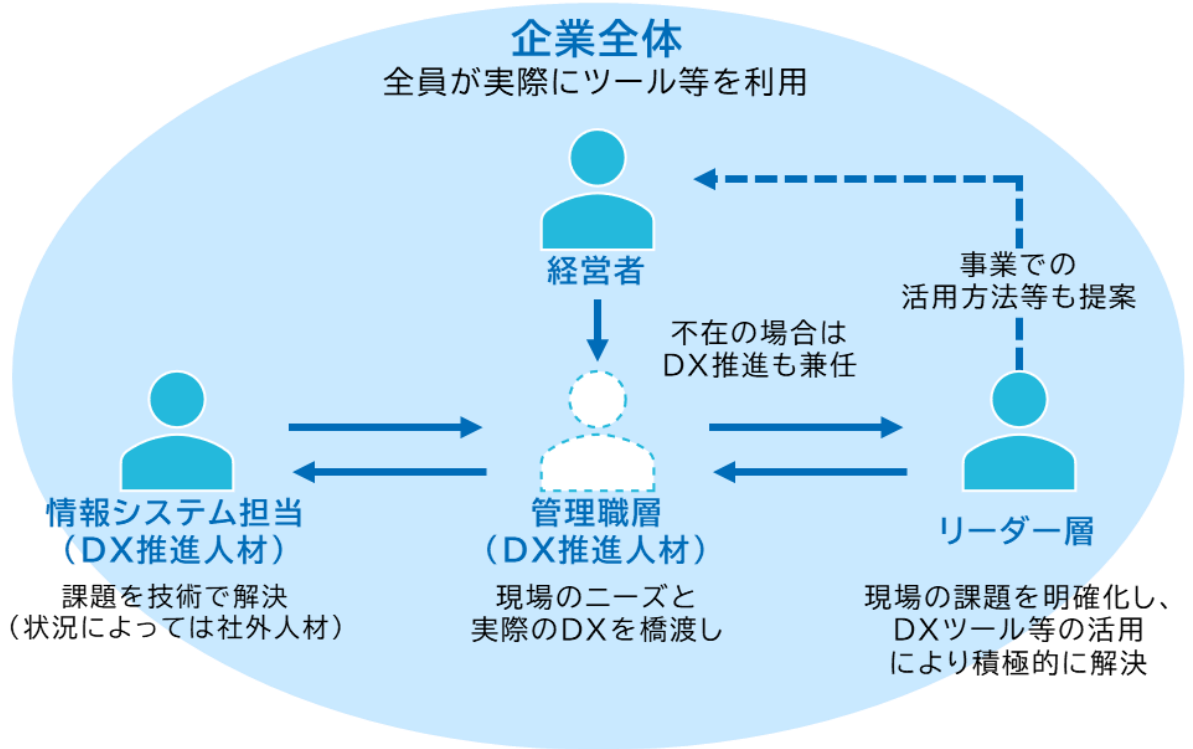 企業全体
全員が実際にツール等を利用
経営者
事業での
活用方法等も提案
不在の場合は
DX推進も兼任
情報システム担当
（DX推進人材）
課題を技術で解決
（状況によっては社外人材）
管理職層
（DX推進人材）
現場のニーズと
実際のDXを橋渡し
リーダー層
現場の課題を明確化し、
DXツール等の活用
により積極的に解決